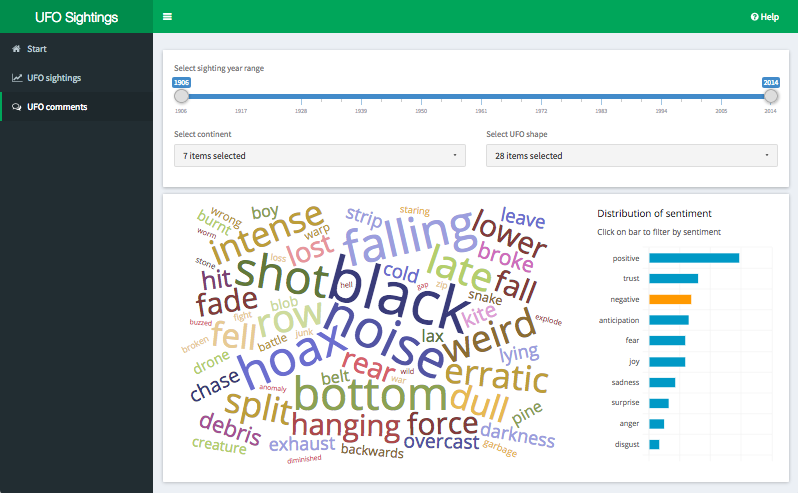 UFO Sightings
Help
Start
UFO sightings
UFO comments
Select sighting year range
1906 2014
1906 1917 1928 1939 1950 1961 1972 1983 1994 2005 2014
Select continent
7 items selected
Select UFO shape
28 items selected
wrong
boy
strip
staring
leave
burnt
worm
intense
warp
falling
lower
lost
loss
stone
shot
black
cold
late
broke
hit
hell
gap
zip
fall
fade
blob
snake
row
fight
buzzed
noise
kite
explode
fell
broken
battle
junk
lax
weird
hoax
drone
rear
wild
war
lying
chase
belt
erratic
anomaly
bottom
dull
split
pine
debris
hanging
force
darkness
creature
exhaust
backwards
overcast
garbage
diminished
Distribution of sentiment
Click on bar to filter by sentiment
positive
trust
negative
anticipation
fear
joy
sadness
surprise
anger
disgust